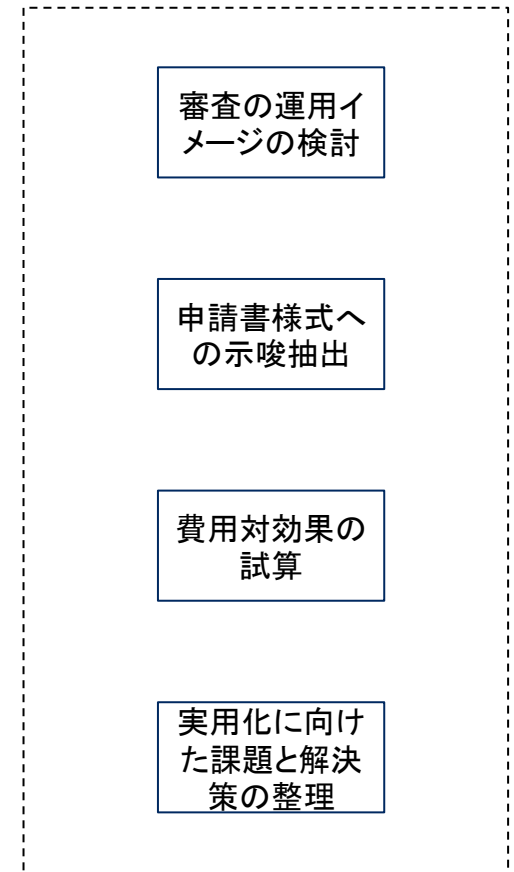 審査の運用イ
メージの検討
申請書様式へ
の示唆抽出
費用対効果の
試算
実用化に向け
た課題と解決
策の整理